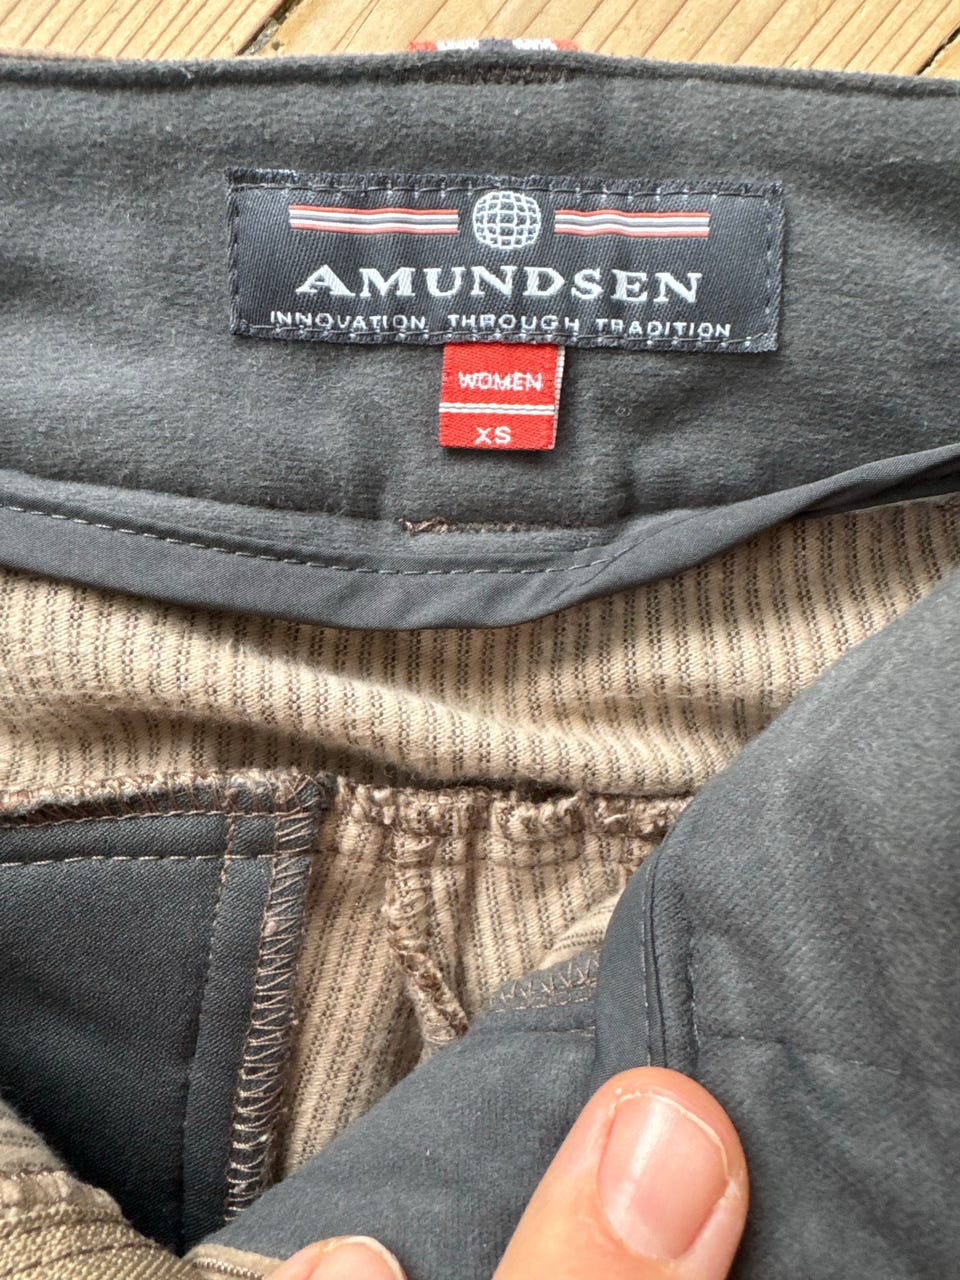 AMUNDSEN
INNOVATION THROUGH TRADITION
WOMEN
XS